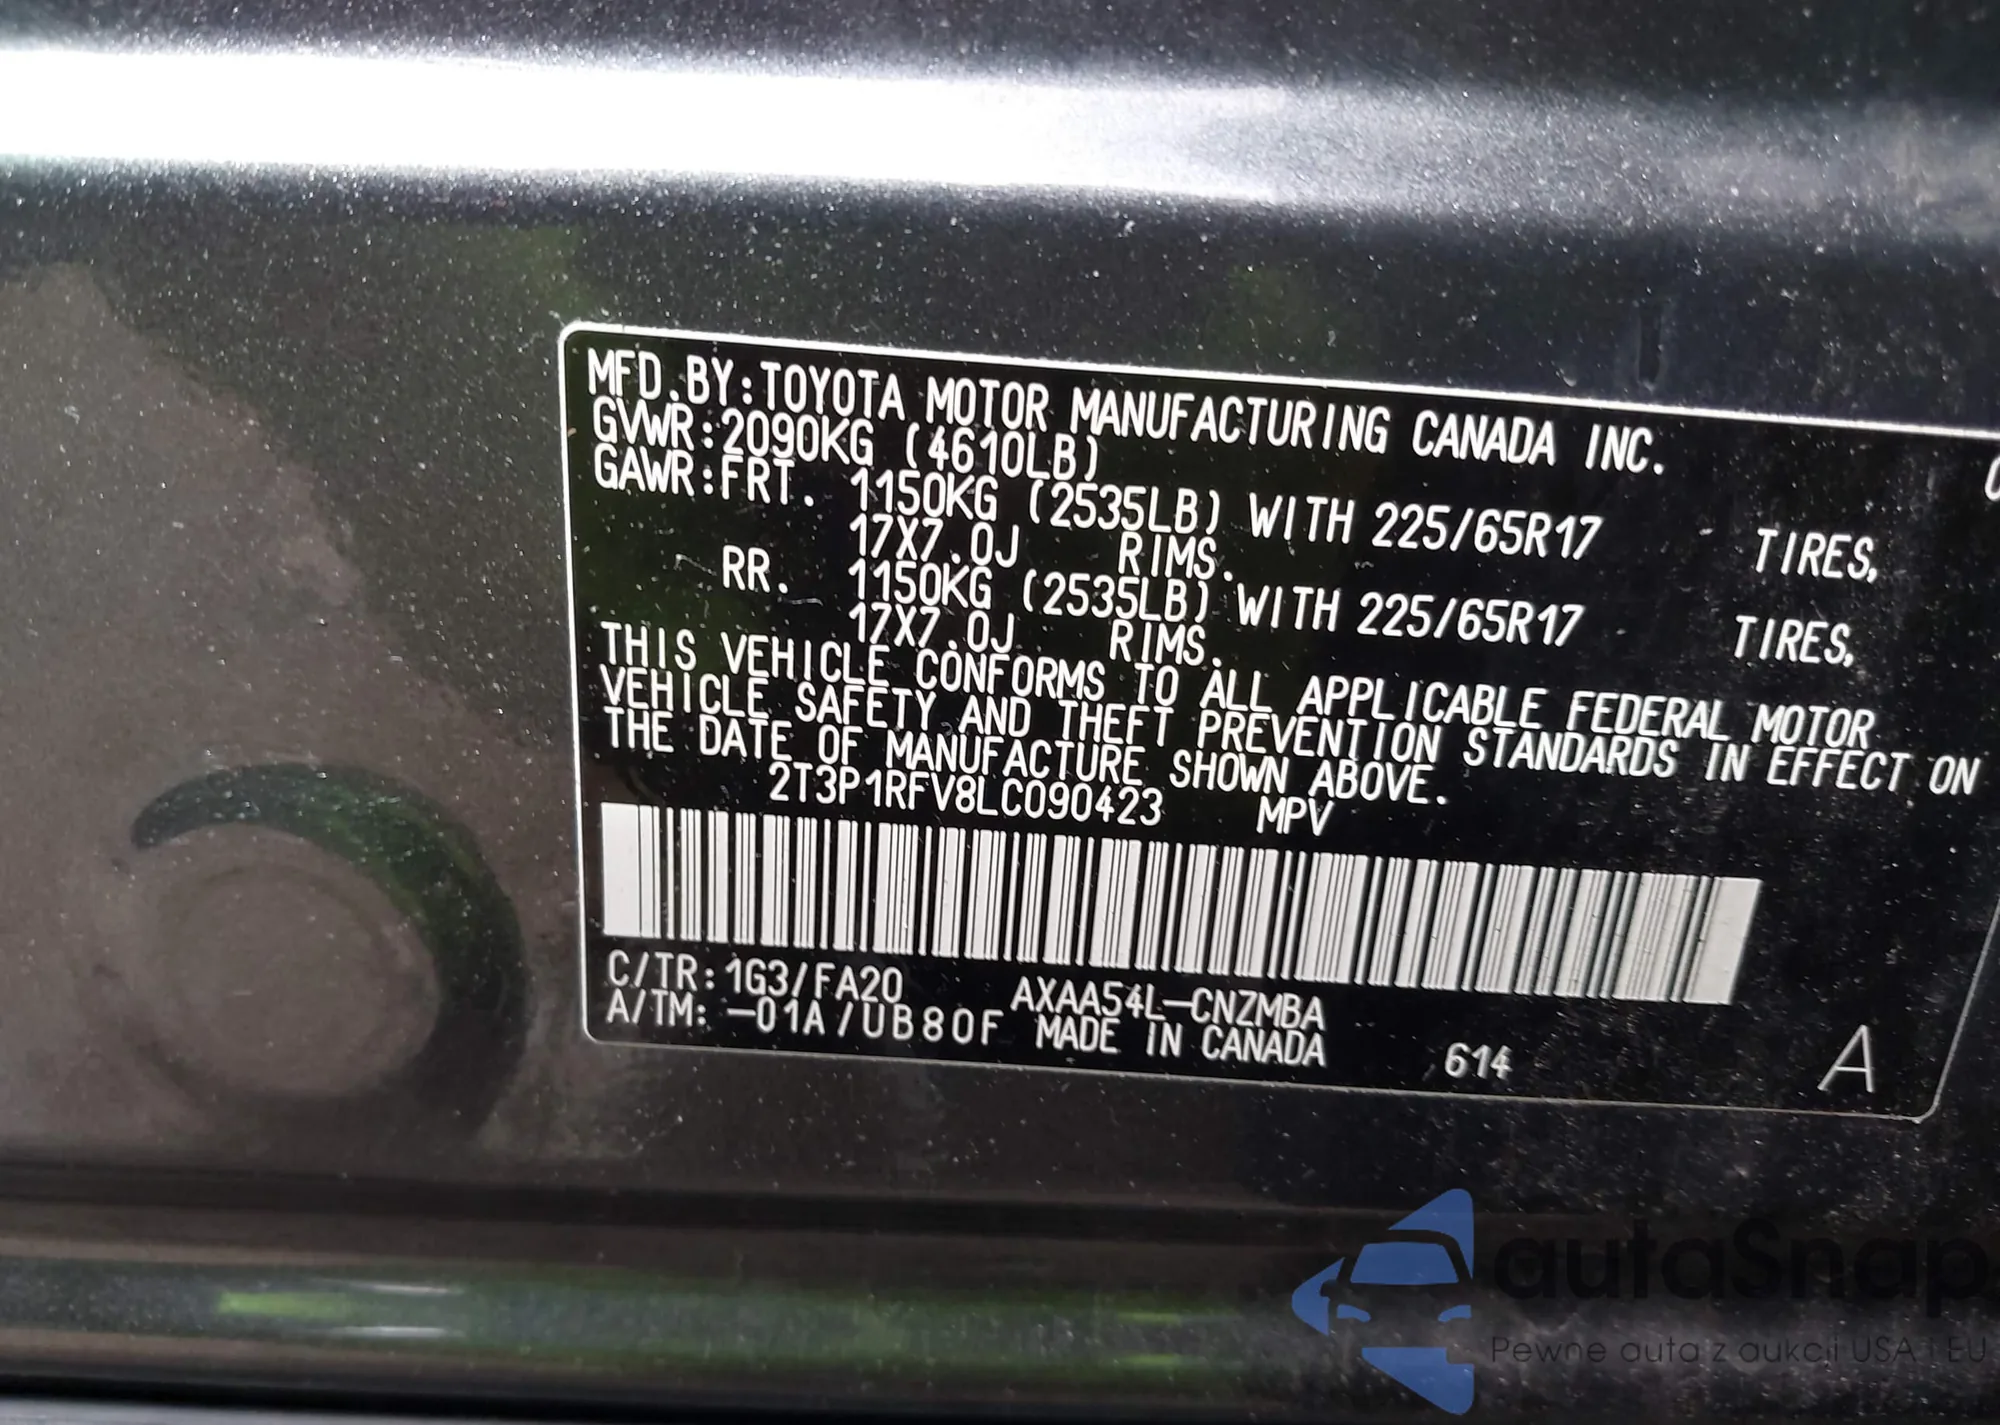 MFD.BY:TOYOTA MOTOR MANUFACTURING CANADA INC.
GVWR:2090KG (4610LB)
GAWR:FRT. 1150KG (2535LB) WITH 225/65R17 TIRES,
17X7.0J RIMS.
RR. 1150KG (2535LB) WITH 225/65R17 TIRES,
17X7.0J RIMS.
THIS VEHICLE CONFORMS TO ALL APPLICABLE FEDERAL MOTOR
VEHICLE SAFETY AND THEFT PREVENTION STANDARDS IN EFFECT ON
THE DATE OF MANUFACTURE SHOWN ABOVE.
2T3P1RFV8LC090423 MPV
C/TR:1G3/FA20 AXAA54L-CNZMBA
A/TM:-01A/UB80F MADE IN CANADA 614 A
autaSnap
Pewne auta z aukcji USA i EU